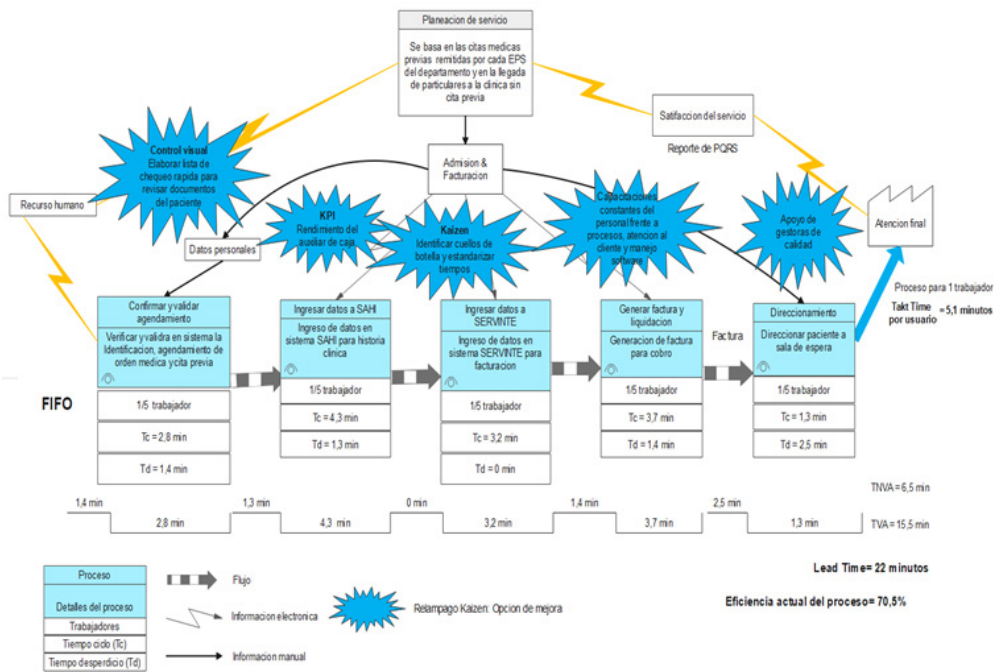 Planeacion de servicio
Se basa en las citas medicas
previas remitidas por cada EPS
del departamento y en la llegada
de particulares a la clinica sin
cita previa
Satifaccion del servicio
Reporte de PQRS
Control visual
Elaborar lista de
chequeo rapida para
revisar documentos
del paciente
Admision &
Facturacion
Recurso humano
Datos personales
KPI
Rendimiento del
auxiliar de caja
Kaizen
Identificar cuellos de
botella y estandarizar
tiempos
Capacitaciones
constantes del
personal frente a
procesos, atencion al
cliente y manejo
software
Apoyo de
gestoras de
calidad
Atencion final
Proceso para 1 trabajador
Takt Time
por usuario = 5,1 minutos
Confirmar y validar
agendamiento
Verificar y validra en sistema la
Identificacion, agendamiento de
orden medica y cita previa
1/5 trabajador
Tc = 2,8 min
Td = 1,4 min
Ingresar datos a SAHI
Ingreso de datos en
sistema SAHI para historia
clinica
1/5 trabajador
Tc = 4,3 min
Td = 1,3 min
Ingresar datos a
SERVINTE
Ingreso de datos en
sistema SERVINTE para
facturacion
1/5 trabajador
Tc = 3,2 min
Td = 0 min
Generar factura y
liquidacion
Generacion de factura
para cobro
1/5 trabajador
Tc = 3,7 min
Td = 1,4 min
Factura
Direccionamiento
Direccionar paciente a
sala de espera
1/5 trabajador
Tc = 1,3 min
Td = 2,5 min
FIFO
1,4 min
1,3 min
0 min
1,4 min
2,5 min
TNVA = 6,5 min
2,8 min
4,3 min
3,2 min
3,7 min
1,3 min
TVA = 15,5 min
Lead Time= 22 minutos
Eficiencia actual del proceso= 70,5%
Proceso
Detalles del proceso
Trabajadores
Tiempo ciclo (Tc)
Tiempo desperdicio (Td)
Flujo
Informacion electronica
Informacion manual
Relampago Kaizen: Opcion de mejora